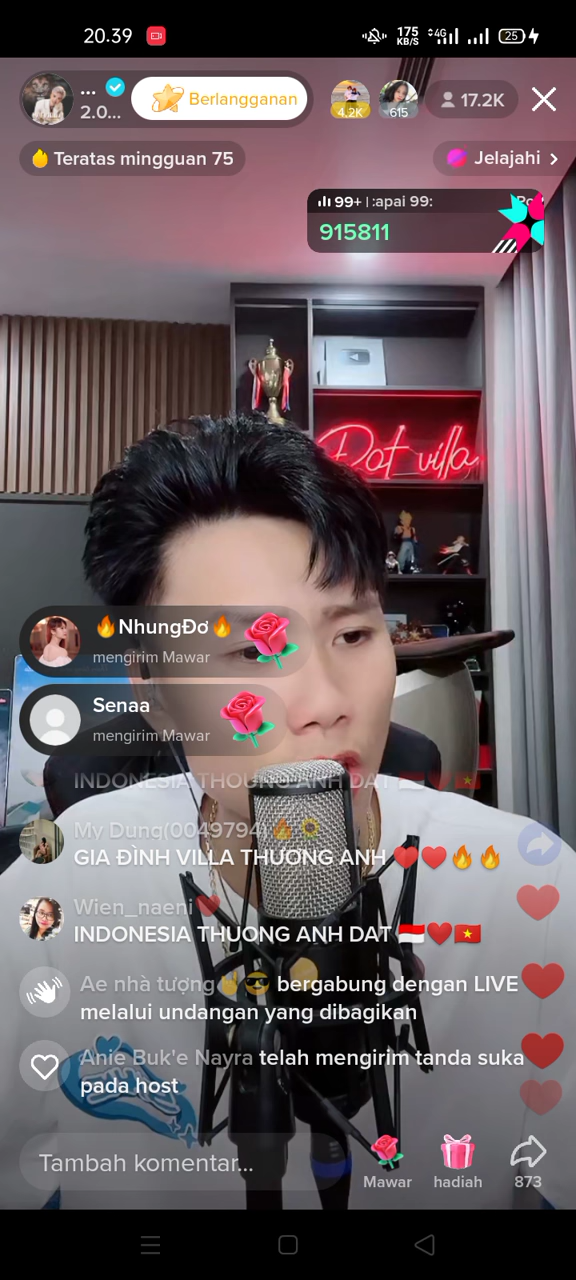 20.39
175
KB/S
4G
25
...
2.0...
Berlangganan
4.2K
615
17.2K
Teratas mingguan 75
Jelajahi >
99+ | :apai 99:
915811
Dat villa
🔥NhungĐơ🔥
mengirim Mawar
Senaa
mengirim Mawar
INDONESIA THOUNG ANH DAT 🇮🇩❤️🇻🇳
My Dung(0049794)🔥🌻
GIA ĐÌNH VILLA THƯƠNG ANH ❤️❤️🔥🔥
Wien_naeni❤️
INDONESIA THUONG ANH DAT 🇮🇩❤️🇻🇳
Ae nhà tượng🤘😎 bergabung dengan LIVE
melalui undangan yang dibagikan
Anie Buk'e Nayra telah mengirim tanda suka
pada host
Tambah komentar...
Mawar
hadiah
873